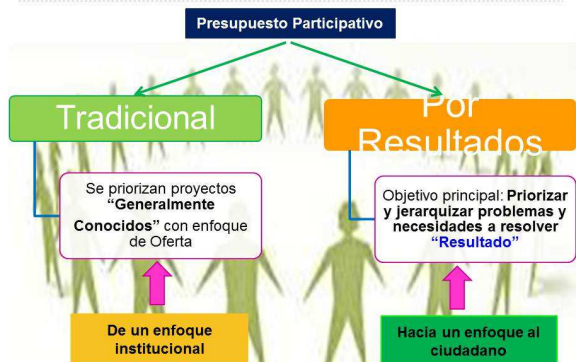 Presupuesto Participativo
Tradicional
Por
Resultados
Se priorizan proyectos
“Generalmente
Conocidos” con enfoque
de Oferta
Objetivo principal: Priorizar
y jerarquizar problemas y
necesidades a resolver
“Resultado”
De un enfoque
institucional
Hacia un enfoque al
ciudadano